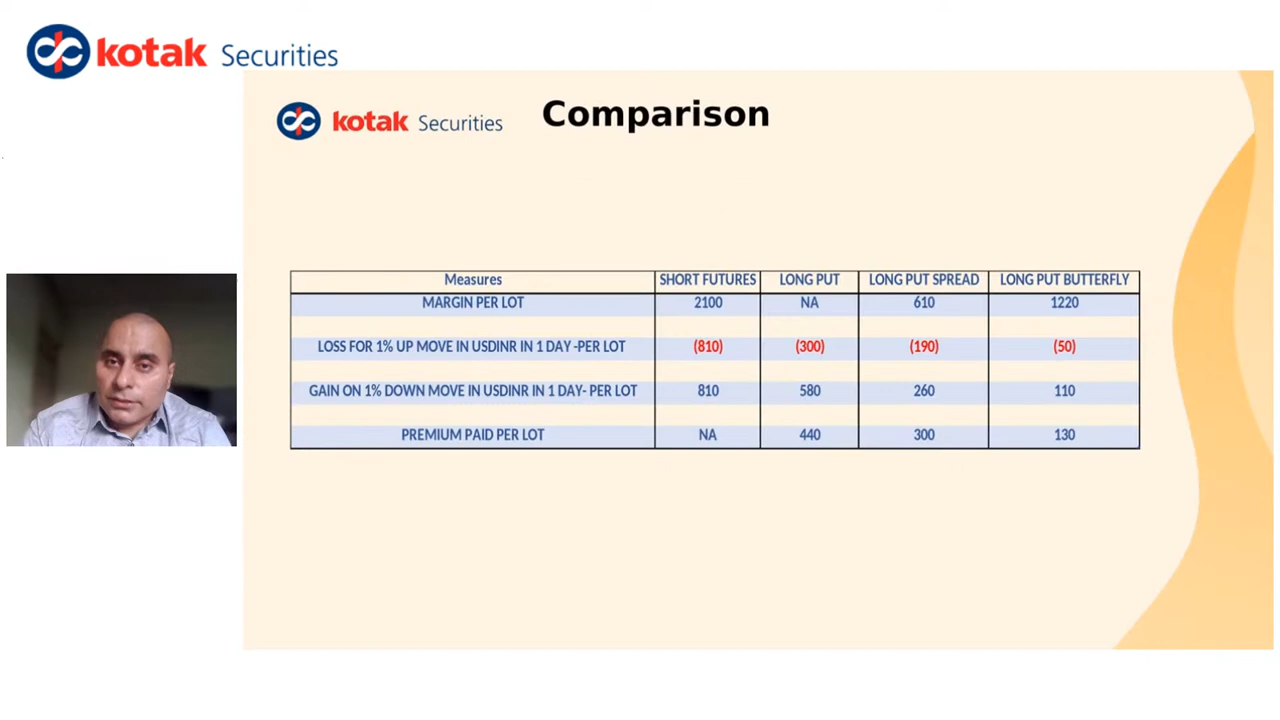 kotak Securities
kotak Securities
Comparison
Measures SHORT FUTURES LONG PUT LONG PUT SPREAD LONG PUT BUTTERFLY
MARGIN PER LOT 2100 NA 610 1220
LOSS FOR 1% UP MOVE IN USDINR IN 1 DAY -PER LOT (810) (300) (190) (50)
GAIN ON 1% DOWN MOVE IN USDINR IN 1 DAY- PER LOT 810 580 260 110
PREMIUM PAID PER LOT NA 440 300 130